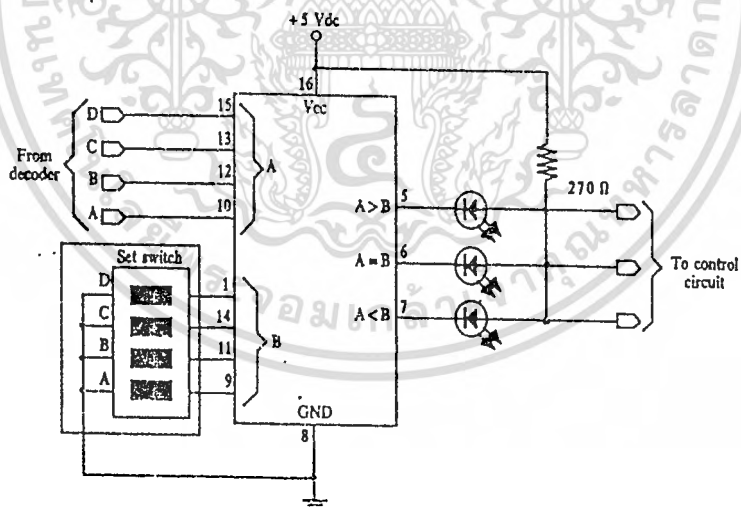 +5 Vdc
16
Vcc
From decoder
D 15
C 13
B 12
A 10
A
Set switch
D 1
C 14
B 11
A 9
B
A>B 5
A=B 6
A<B 7
270 Ω
To control circuit
GND
8